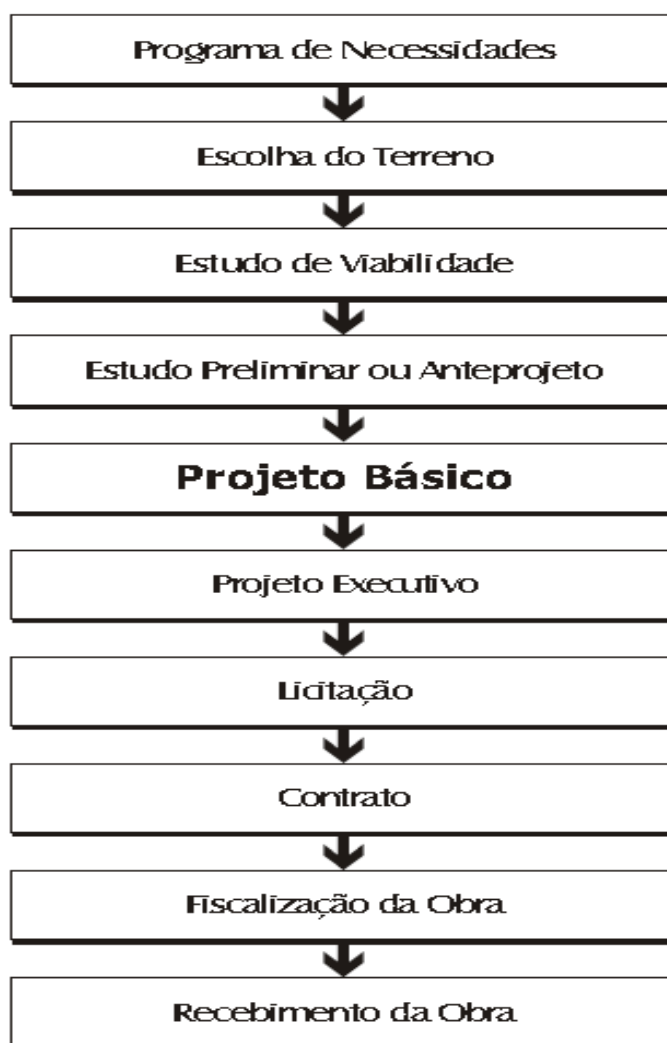 Programa de Necessidades
Escolha do Terreno
Estudo de Viabilidade
Estudo Preliminar ou Anteprojeto
Projeto Básico
Projeto Executivo
Licitação
Contrato
Fiscalização da Obra
Recebimento da Obra